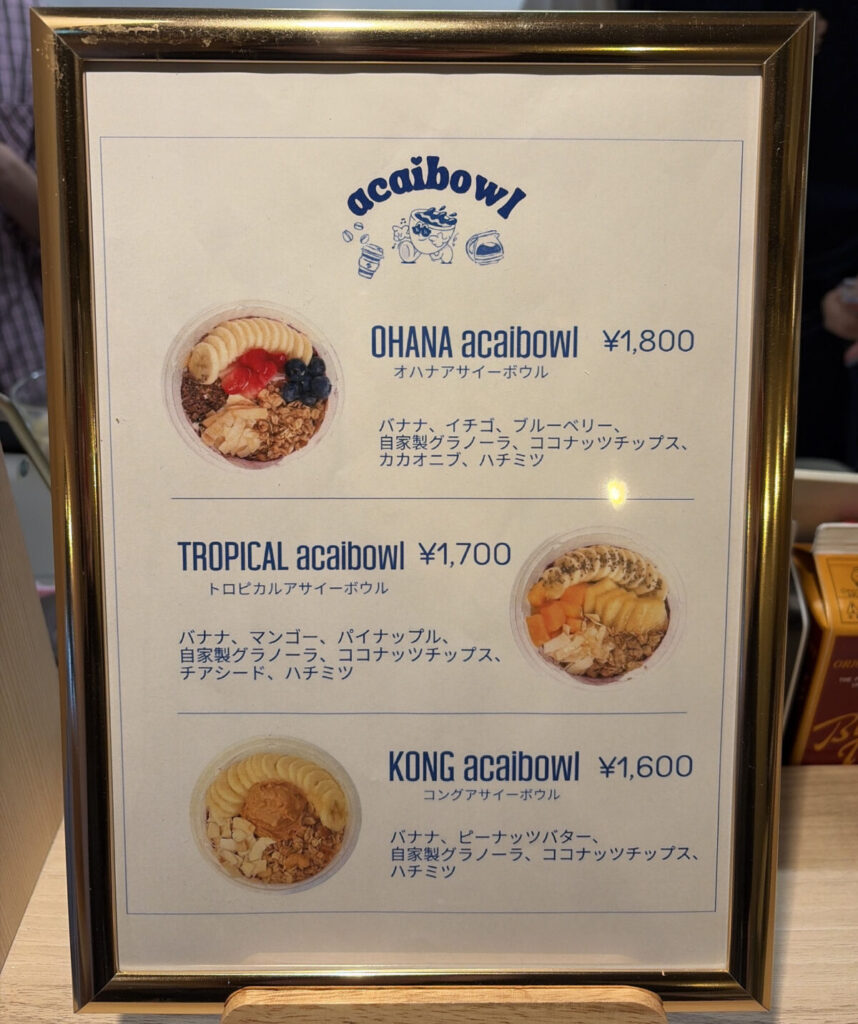 acaibowl
OHANA acaibowl ¥1,800
オハナアサイーボウル
バナナ、イチゴ、ブルーベリー、
自家製グラノーラ、ココナッツチップス、
カカオニブ、ハチミツ
TROPICAL acaibowl ¥1,700
トロピカルアサイーボウル
バナナ、マンゴー、パイナップル、
自家製グラノーラ、ココナッツチップス、
チアシード、ハチミツ
KONG acaibowl ¥1,600
コングアサイーボウル
バナナ、ピーナッツバター、
自家製グラノーラ、ココナッツチップス、
ハチミツ